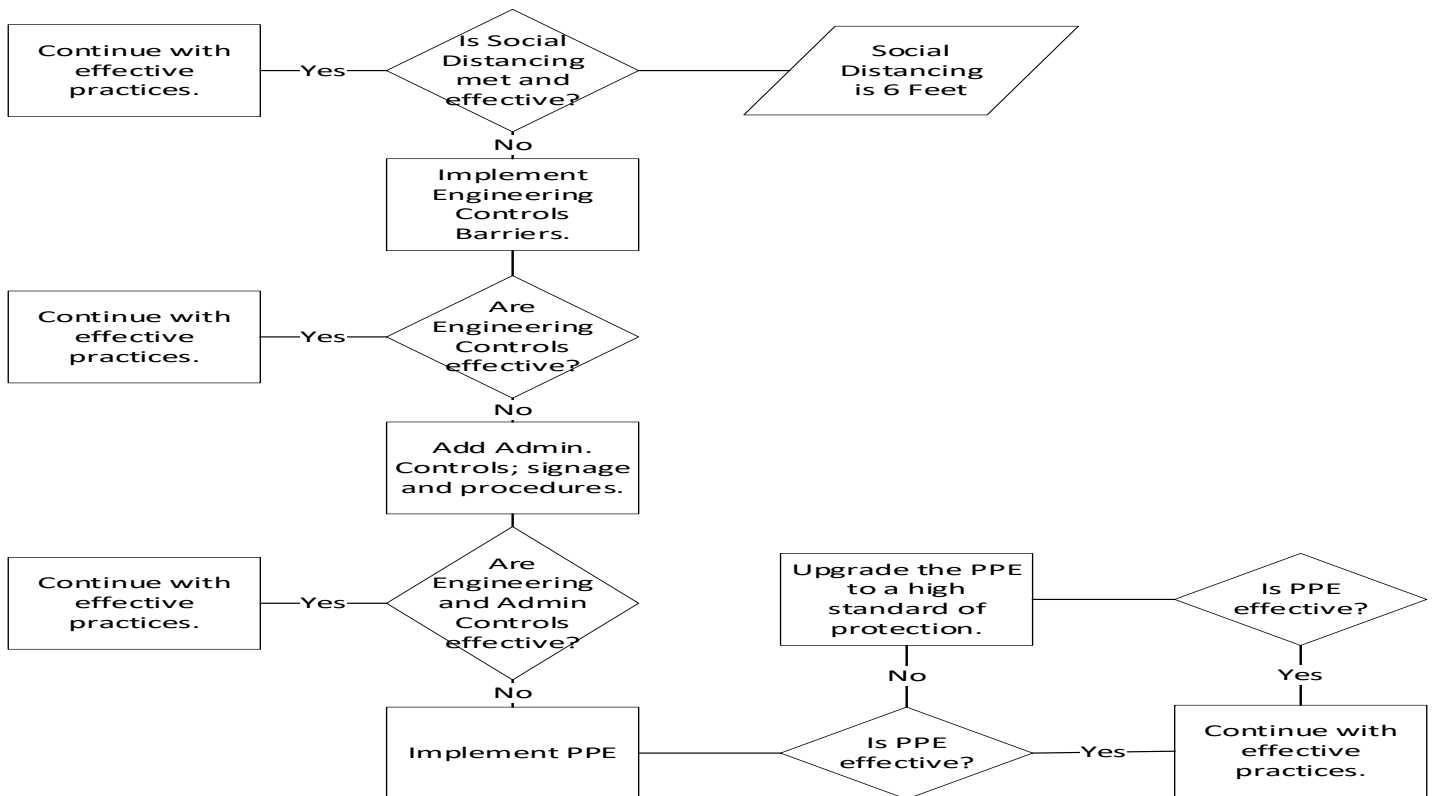 Continue with
effective
practices.
Yes
Is Social
Distancing
met and
effective?
Social
Distancing
is 6 Feet
No
Implement
Engineering
Controls
Barriers.
Continue with
effective
practices.
Yes
Are
Engineering
Controls
effective?
No
Add Admin.
Controls; signage
and procedures.
Continue with
effective
practices.
Yes
Are
Engineering
and Admin
Controls
effective?
Upgrade the PPE
to a high
standard of
protection.
Is PPE
effective?
No
No
Yes
Implement PPE
Is PPE
effective?
Yes
Continue with
effective
practices.